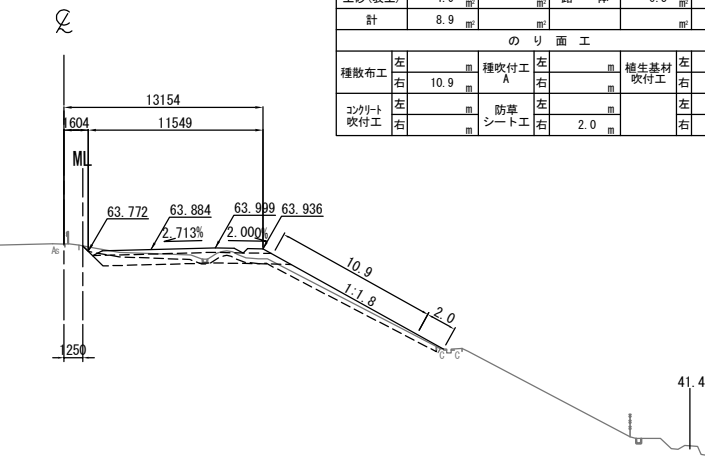 計 8.9 m² m² m²
のり面工
種散布工 左 m 種吹付工A 左 m 植生基材吹付工 左
右 10.9 m 右 m 右
コンクリート吹付工 左 m 防草シート工 左 m 左
右 m 右 2.0 m 右
℄
13154
1604 11549
ML
63.772 63.884 63.999 63.936
2.713% 2.000%
As
10.9
1:1.8
2.0
C C
1250
41.4